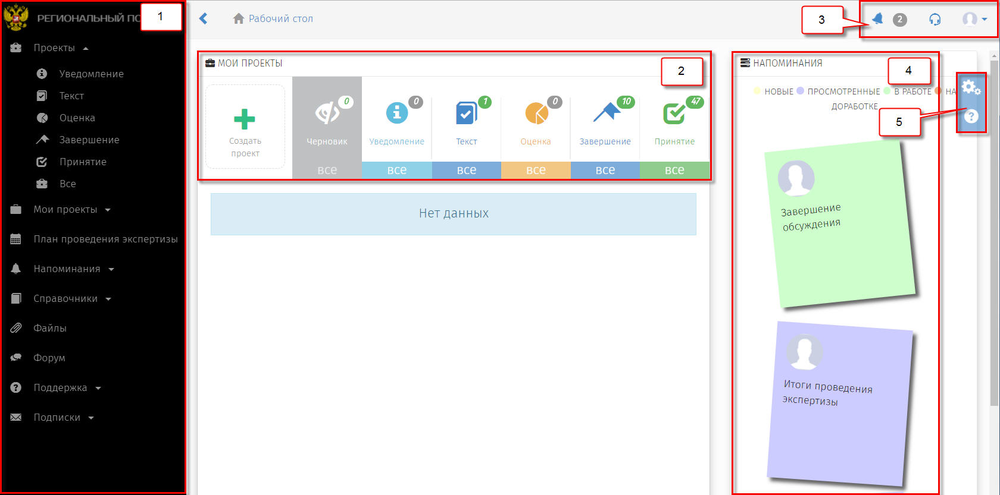 РЕГИОНАЛЬНЫЙ
1
Проекты
Уведомление
Текст
Оценка
Завершение
Принятие
Все
Мои проекты
План проведения экспертизы
Напоминания
Справочники
Файлы
Форум
Поддержка
Подписки
Рабочий стол
3
2
МОИ ПРОЕКТЫ
2
Создать
проект
0
Черновик
все
0
Уведомление
все
1
Текст
все
0
Оценка
все
10
Завершение
все
47
Принятие
все
Нет данных
НАПОМИНАНИЯ
4
НОВЫЕ ПРОСМОТРЕННЫЕ В РАБОТЕ НА
ДОРАБОТКЕ
5
?
Завершение
обсуждения
Итоги проведения
экспертизы